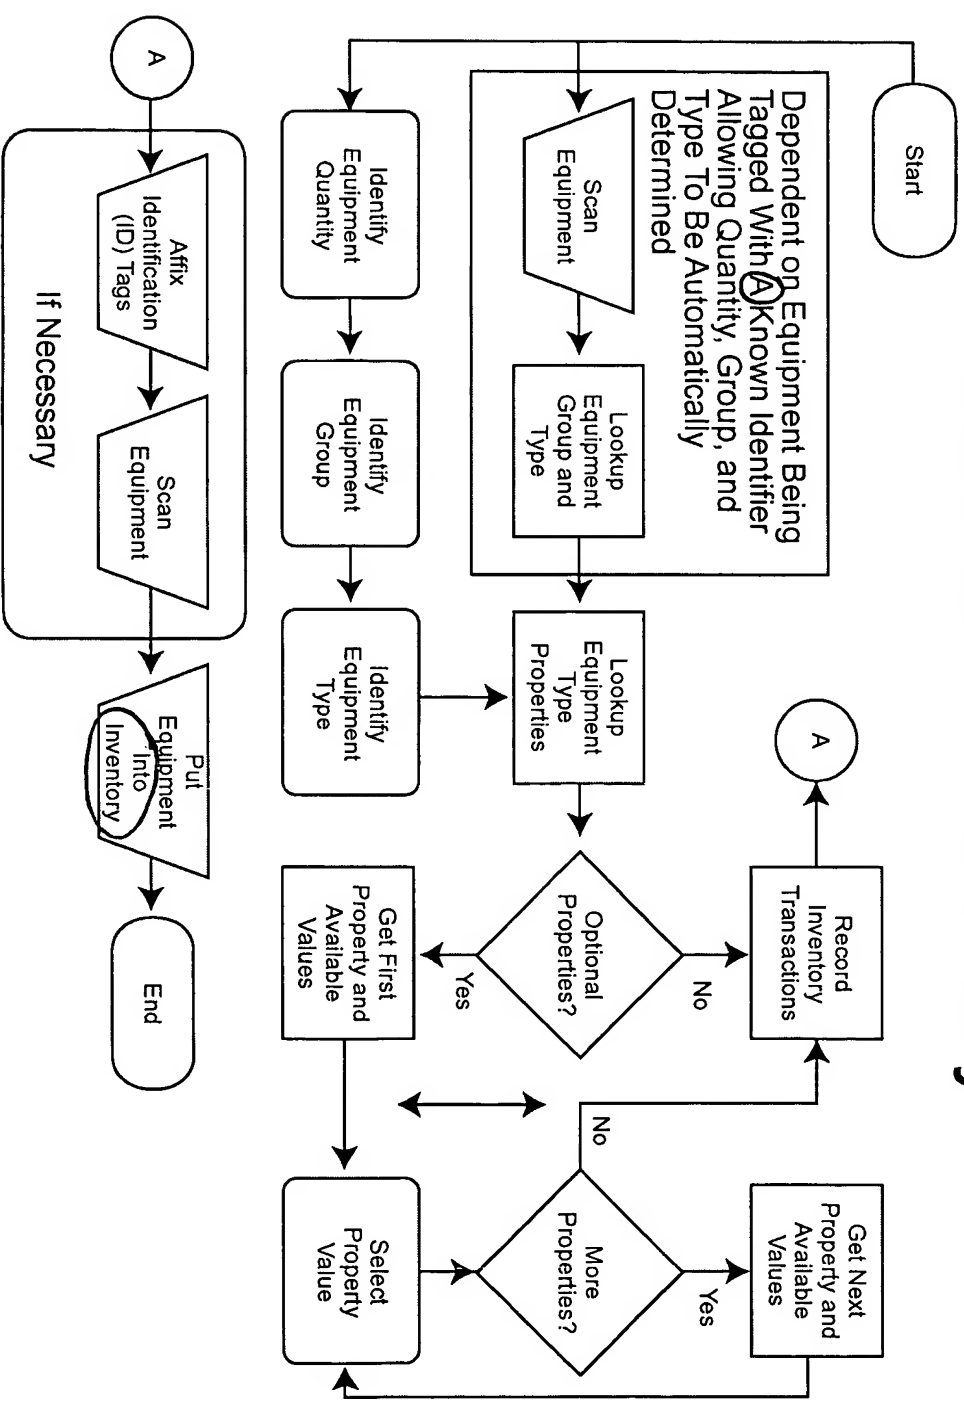 Start
Dependent on Equipment Being
Tagged With A Known Identifier
Allowing Quantity, Group, and
Type To Be Automatically
Determined
Scan
Equipment
Lookup
Equipment
Group and
Type
Identify
Equipment
Quantity
Identify
Equipment
Group
Identify
Equipment
Type
Lookup
Equipment
Type
Properties
Optional
Properties?
No
Yes
Record
Inventory
Transactions
A
Get First
Property and
Available
Values
Select
Property
Value
More
Properties?
No
Yes
Get Next
Property and
Available
Values
A
Affix
Identification
(ID) Tags
Scan
Equipment
If Necessary
Put
Equipment
Into
Inventory
End